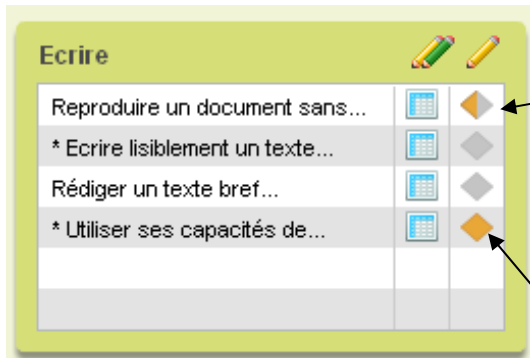 Ecrire
Reproduire un document sans...
* Ecrire lisiblement un texte...
Rédiger un texte bref...
* Utiliser ses capacités de...